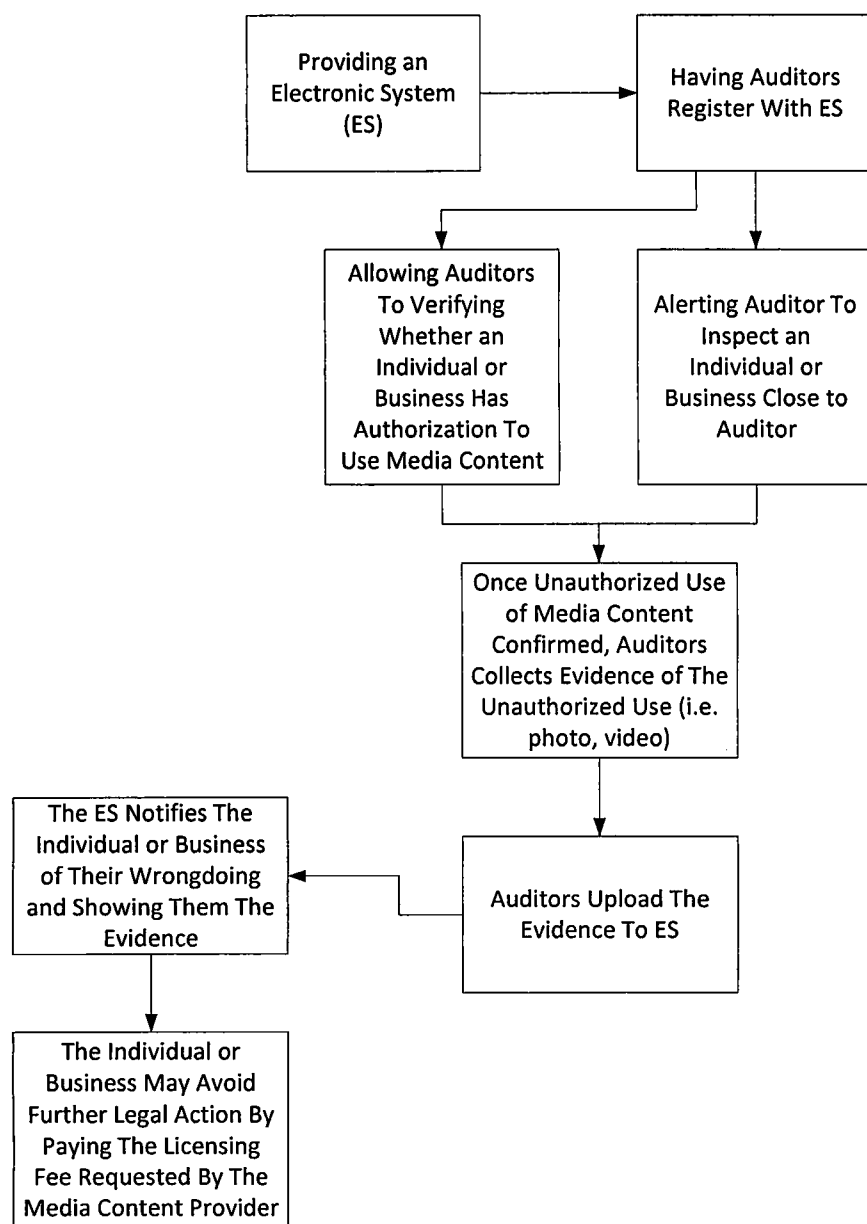 Providing an
Electronic System
(ES)
Having Auditors
Register With ES
Allowing Auditors
To Verifying
Whether an
Individual or
Business Has
Authorization To
Use Media Content
Alerting Auditor To
Inspect an
Individual or
Business Close to
Auditor
Once Unauthorized Use
of Media Content
Confirmed, Auditors
Collects Evidence of The
Unauthorized Use (i.e.
photo, video)
Auditors Upload The
Evidence To ES
The ES Notifies The
Individual or Business
of Their Wrongdoing
and Showing Them The
Evidence
The Individual or
Business May Avoid
Further Legal Action By
Paying The Licensing
Fee Requested By The
Media Content Provider